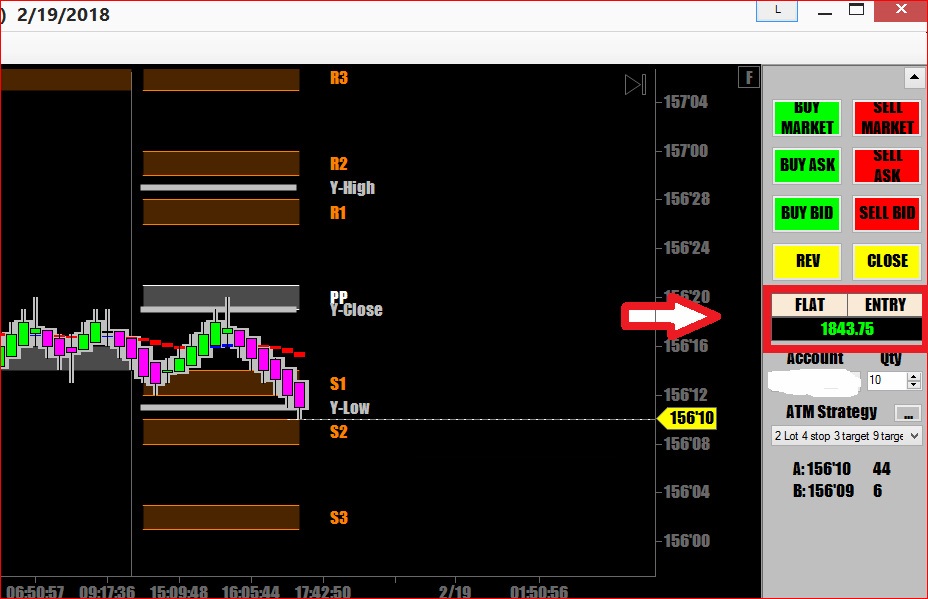 ) 2/19/2018
L
R3
R2
Y-High
R1
PP
Y-Close
S1
Y-Low
S2
S3
F
157'04
157'00
156'28
156'24
156'20
156'16
156'12
156'10
156'08
156'04
156'00
06:50:57 09:17:36 15:09:48 16:05:44 17:42:50 2/19 01:50:56
BUY MARKET
SELL MARKET
BUY ASK
SELL ASK
BUY BID
SELL BID
REV
CLOSE
FLAT
ENTRY
1843.75
Account
Qty
10
ATM Strategy
...
2 Lot 4 stop 3 target 9 targe
A: 156'10 44
B: 156'09 6